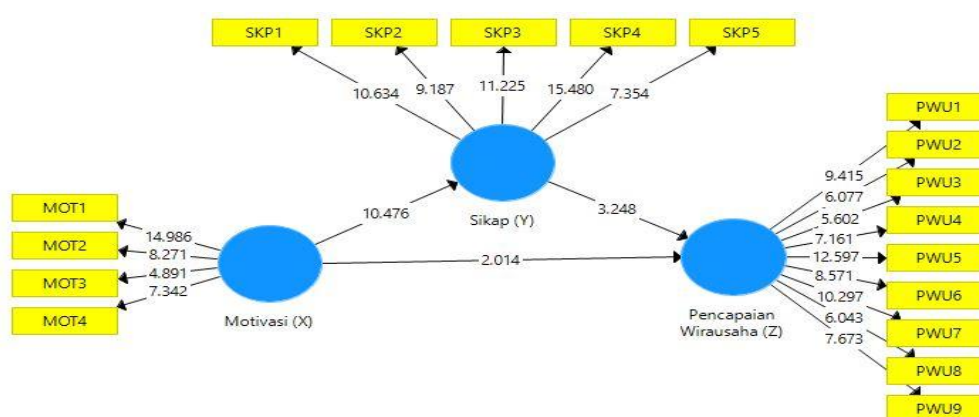 SKP1
SKP2
SKP3
SKP4
SKP5
10.634
9.187
11.225
15.480
7.354
Sikap (Y)
MOT1
MOT2
MOT3
MOT4
14.986
8.271
4.891
7.342
Motivasi (X)
10.476
3.248
2.014
Pencapaian
Wirausaha (Z)
9.415
6.077
5.602
7.161
12.597
8.571
10.297
6.043
7.673
PWU1
PWU2
PWU3
PWU4
PWU5
PWU6
PWU7
PWU8
PWU9